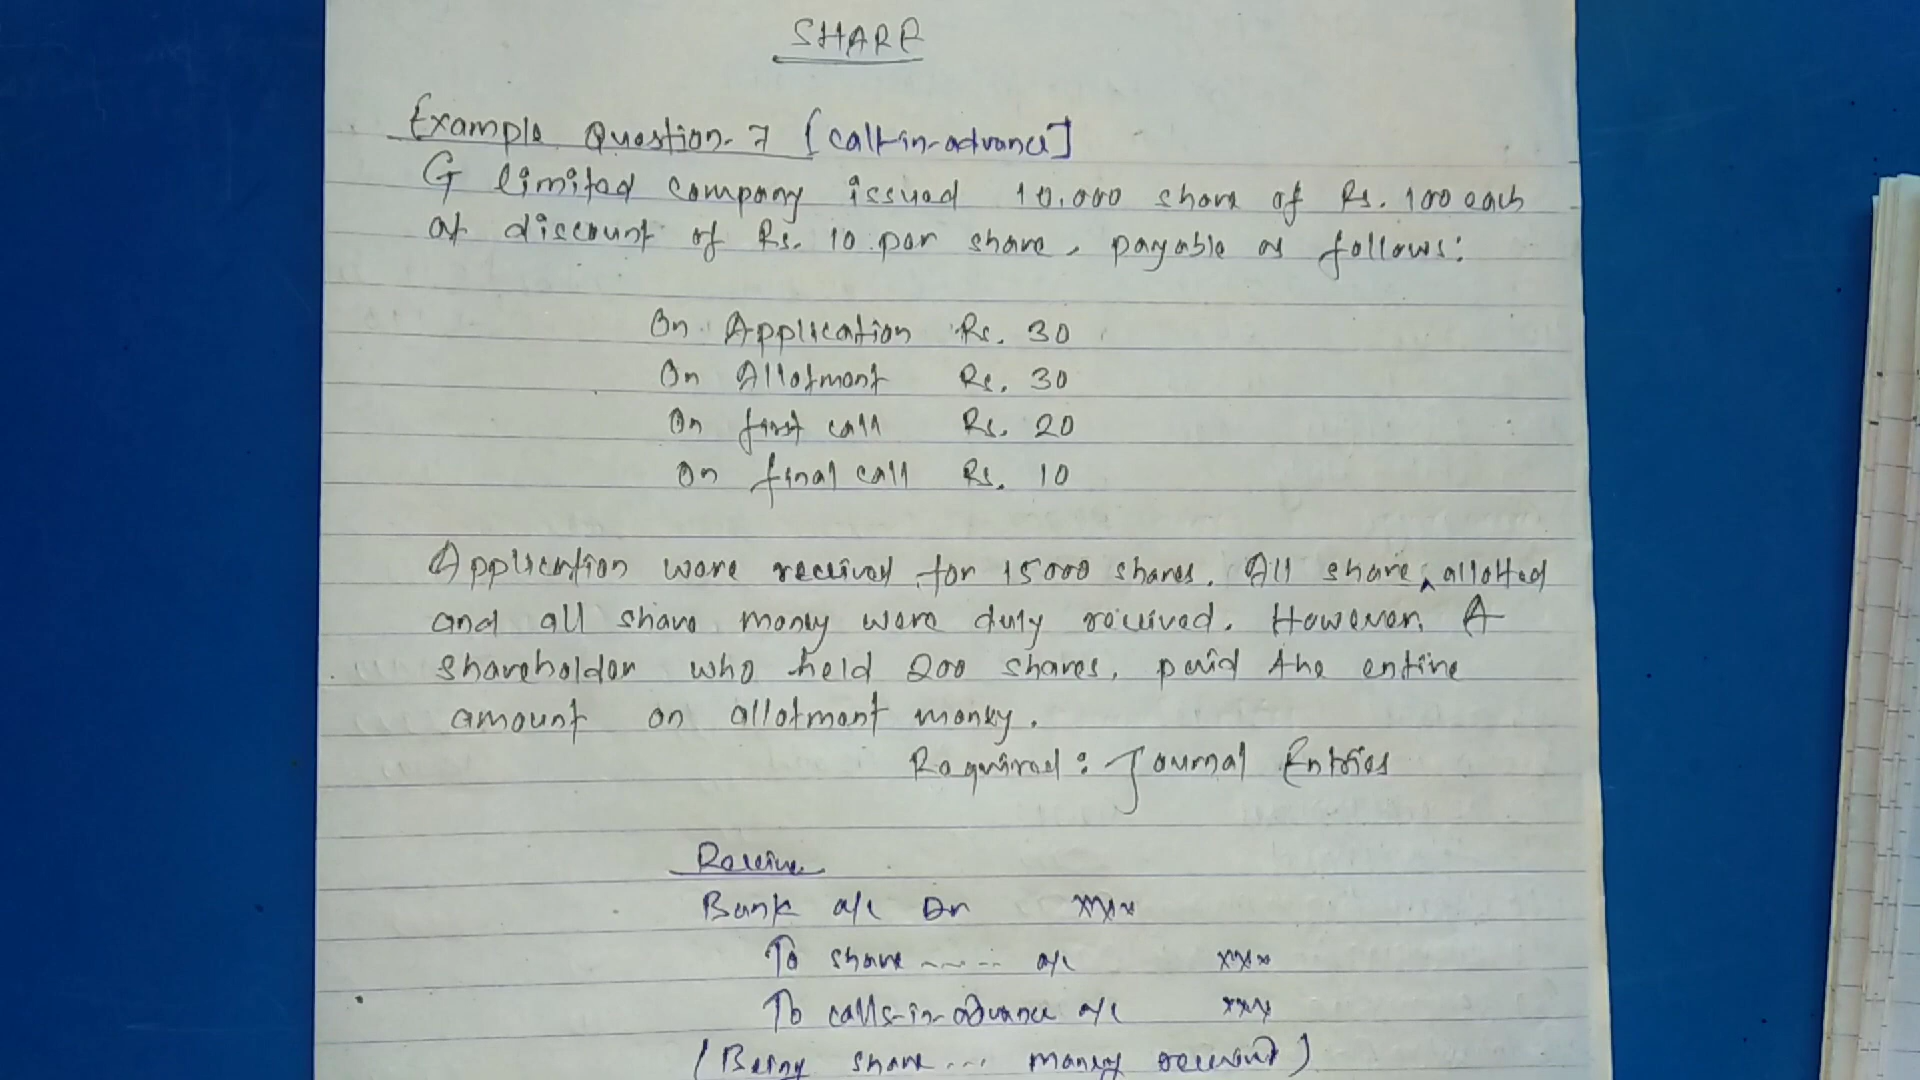 SHARE
Example Question-7 [call-in-advance]
G limited company issued 10,000 share of Rs. 100 each
at discount of Rs. 10 per share, payable as follows:
On Application Rs. 30
On Allotment Rs. 30
On first call Rs. 20
On final call Rs. 10
Application were received for 15000 shares. All share allotted
and all share money were duly received. However, A
shareholder who held 200 shares, paid the entire
amount on allotment money.
Required: Journal Entries
Receive
Bank a/c Dr xxxx
To share ----- a/c xxxx
To calls-in-advance a/c xxxx
(Being share ... money received)